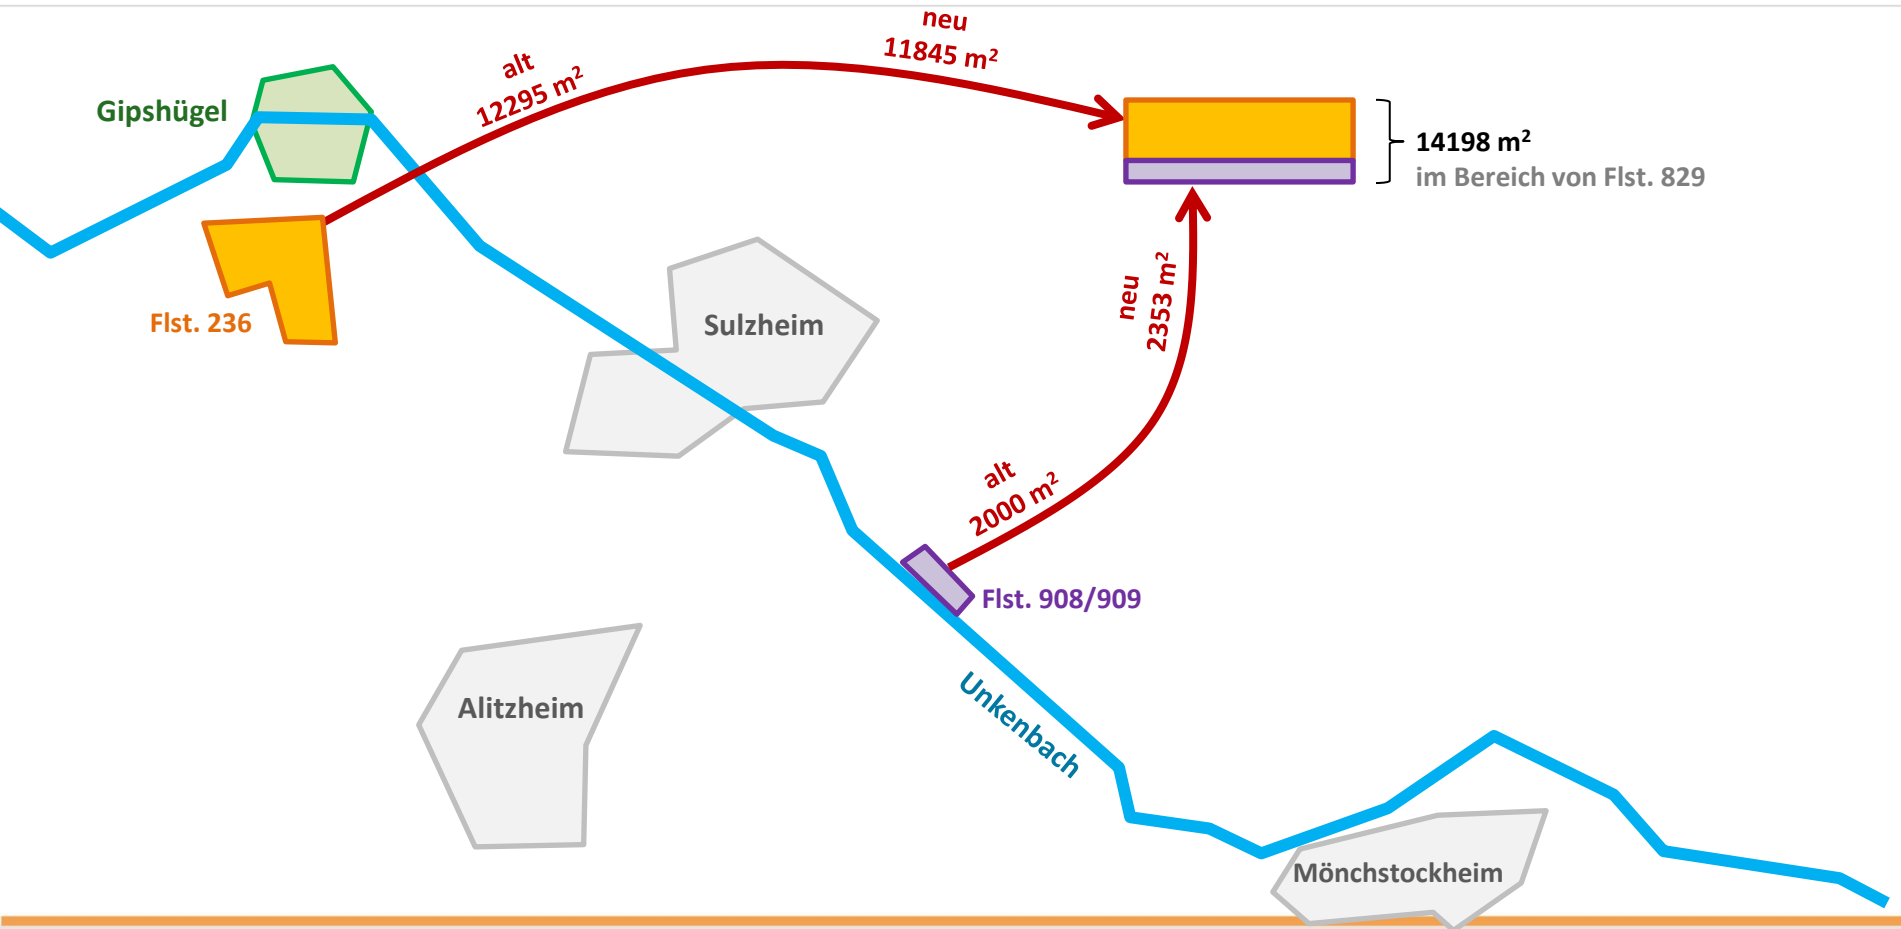 neu
11845 m²
alt
12295 m²
Gipshügel
14198 m²
im Bereich von Flst. 829
Flst. 236
Sulzheim
neu
2353 m²
alt
2000 m²
Flst. 908/909
Unkenbach
Alitzheim
Mönchstockheim